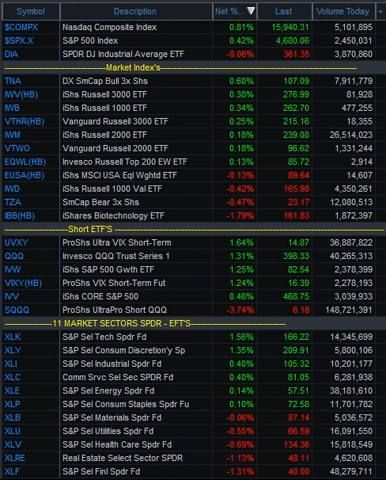 Symbol Description Net %... Last Volume Today +
$COMPX Nasdaq Composite Index 0.81% 15,940.31 5,101,895
$SPX.X S&P 500 Index 0.42% 4,680.06 2,450,031
DIA SPDR DJ Industrial Average ETF -0.06% 361.35 3,870,860
Market Index's
TNA DX SmCap Bull 3x Shs 0.60% 107.09 7,911,779
IWV(HB) iShs Russell 3000 ETF 0.38% 276.99 81,928
IWB iShs Russell 1000 ETF 0.34% 262.70 477,255
VTHR(HB) Vanguard Russell 3000 ETF 0.25% 215.16 18,355
IWM iShs Russell 2000 ETF 0.18% 239.08 26,514,023
VTWO Vanguard Russell 2000 ETF 0.18% 96.62 1,331,244
EQWL(HB) Invesco Russell Top 200 EW ETF 0.13% 85.72 2,914
EUSA(HB) iShs MSCI USA Eql Wght ETF -0.13% 89.64 14,607
IWD iShs Russell 1000 Val ETF -0.42% 165.98 4,350,261
TZA SmCap Bear 3x Shs -0.47% 23.17 12,080,513
IBB(HB) iShares Biotechnology ETF -1.79% 161.83 1,872,397
Short ETF'S
UVXY ProShs Ultra VIX Short-Term 1.64% 14.87 36,887,822
QQQ Invesco QQQ Trust Series 1 1.31% 398.33 40,265,313
IVW iShs S&P 500 Gwth ETF 1.25% 82.54 2,378,399
VIXY(HB) ProShs VIX Short-Term Fut 1.24% 16.39 2,278,193
IVV iShs CORE S&P 500 0.46% 468.75 3,039,933
SQQQ ProShs UltraPro Short QQQ -3.74% 6.18 148,721,391
11 MARKET SECTORS SPDR - EFT'S
XLK S&P Sel Tech Spdr Fd 1.56% 166.22 14,345,699
XLY S&P Sel Consum Discretion'y Sp 1.35% 209.91 5,800,106
XLI S&P Sel Industrial Spdr Fd 0.40% 105.32 10,201,177
XLC Comm Srvc Sel Sec SPDR Fd 0.40% 81.05 6,281,938
XLE S&P Sel Energy Spdr Fd 0.14% 57.51 38,181,610
XLP S&P Sel Consum Staples Spdr Fu 0.10% 72.58 11,701,782
XLB S&P Sel Materials Spdr Fd -0.06% 87.14 5,036,572
XLU S&P Sel Utilities Spdr Fd -0.55% 66.59 16,091,550
XLV S&P Sel Health Care Spdr Fd -0.69% 134.36 15,818,549
XLRE Real Estate Select Sector SPDR -1.13% 48.11 4,620,608
XLF S&P Sel Finl Spdr Fd -1.31% 40.00 48,279,711